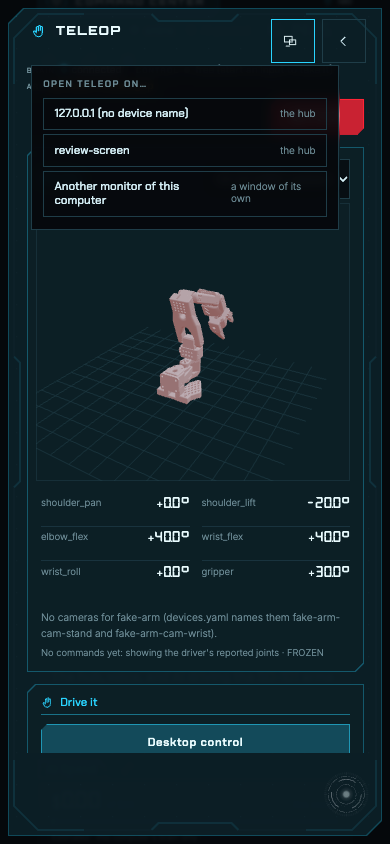 TELEOP
OPEN TELEOP ON...
127.0.0.1 (no device name) the hub
review-screen the hub
Another monitor of this computer a window of its own
shoulder_pan +0.0° shoulder_lift -20.0°
elbow_flex +40.0° wrist_flex +40.0°
wrist_roll +0.0° gripper +30.0°
No cameras for fake-arm (devices.yaml names them fake-arm-
cam-stand and fake-arm-cam-wrist).
No commands yet: showing the driver's reported joints · FROZEN
Drive it
Desktop control